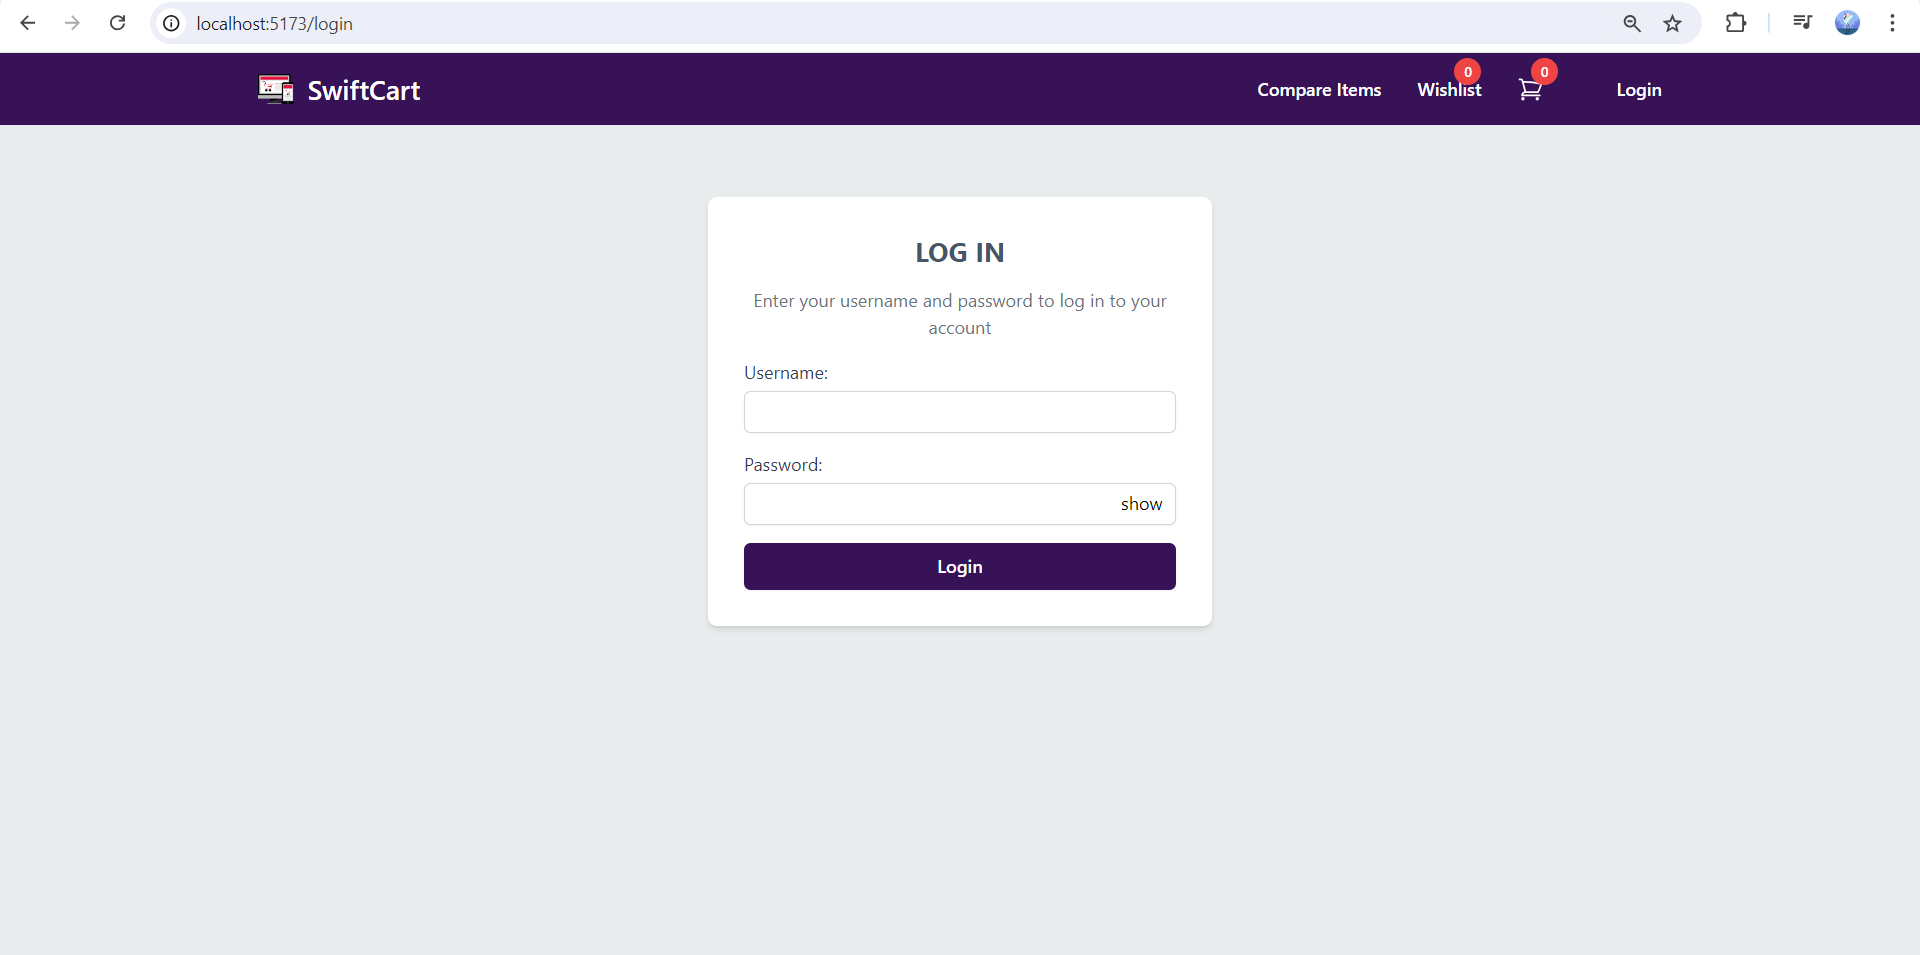 localhost:5173/login
SwiftCart
Compare Items
Wishlist
0
0
Login
LOG IN
Enter your username and password to log in to your
account
Username:
Password:
show
Login